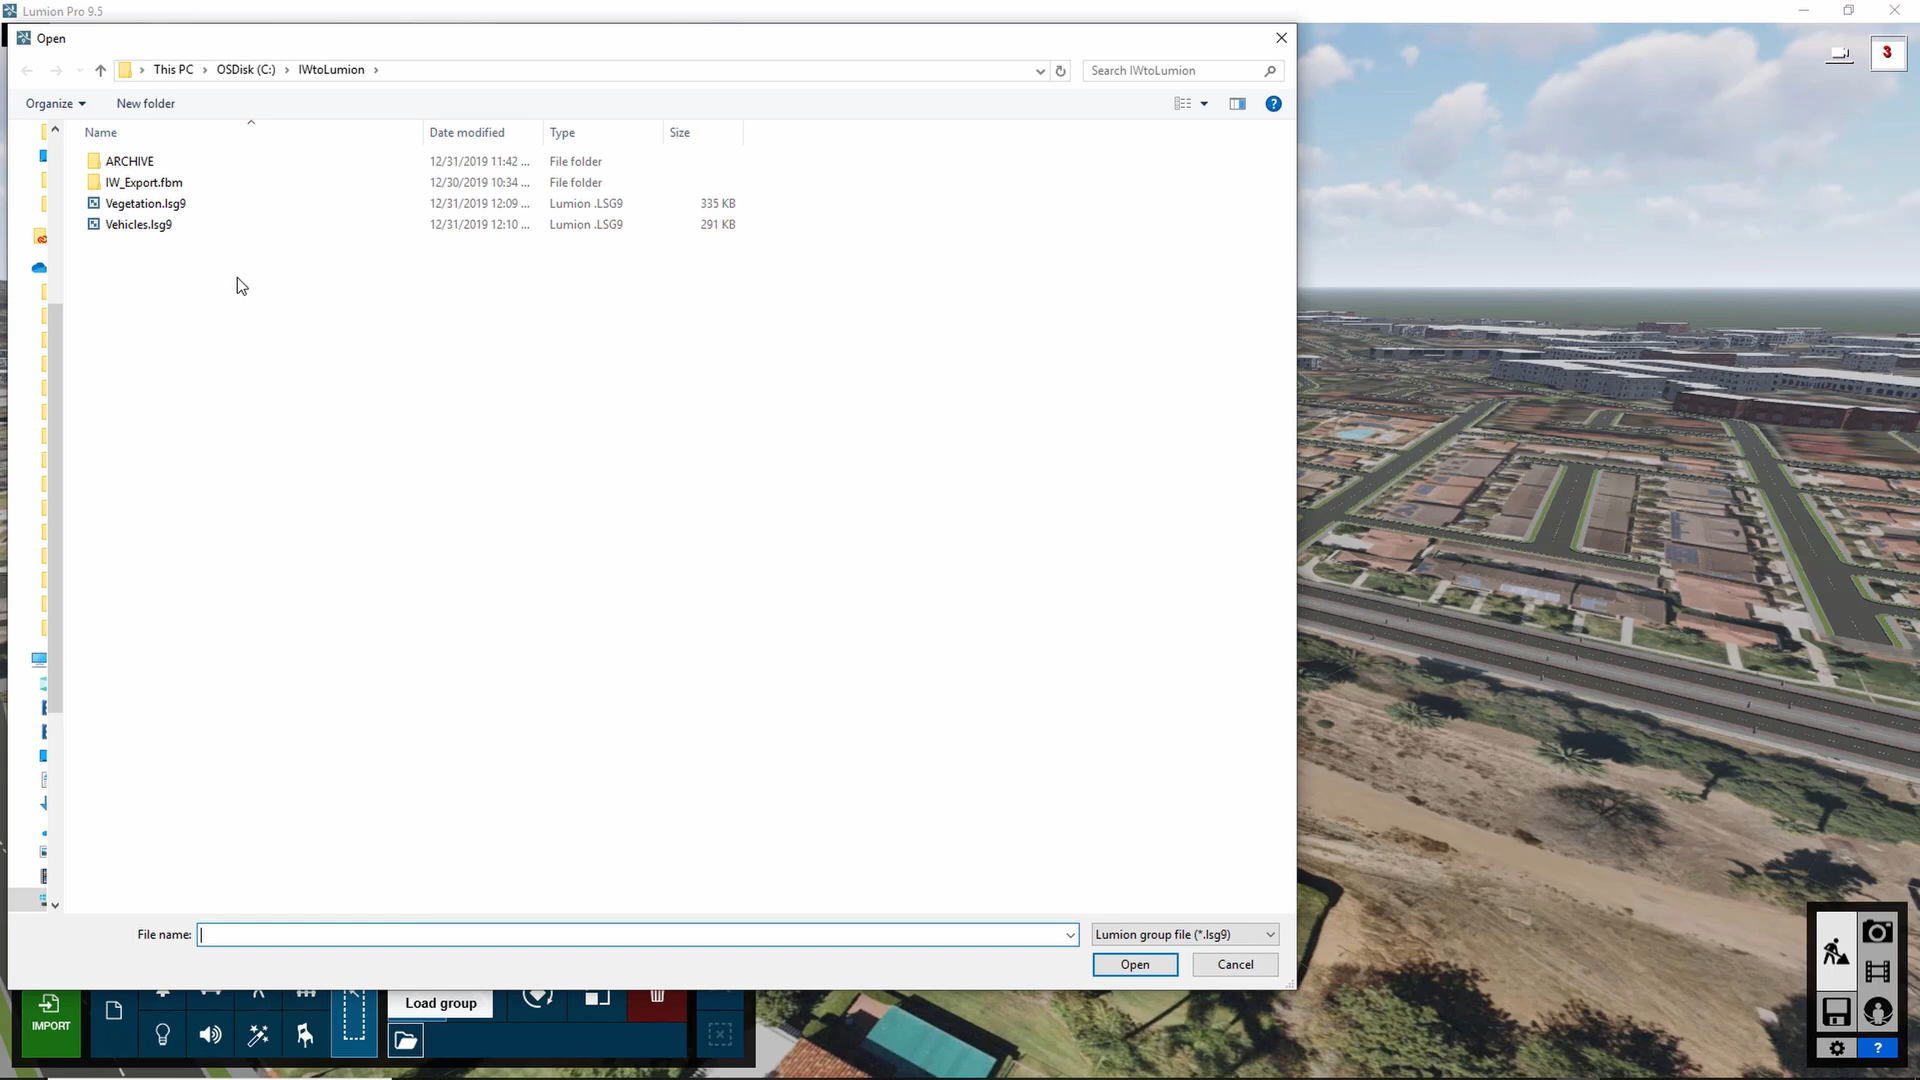 Lumion Pro 9.5
Open
This PC OSDisk (C:) IWtoLumion
Search IWtoLumion
3
Organize New folder
?
Name Date modified Type Size
ARCHIVE 12/31/2019 11:42 ... File folder
IW_Export.fbm 12/30/2019 10:34 ... File folder
Vegetation.lsg9 12/31/2019 12:09 ... Lumion .LSG9 335 KB
Vehicles.lsg9 12/31/2019 12:10 ... Lumion .LSG9 291 KB
File name: Lumion group file (*.lsg9)
Open Cancel
Load group
IMPORT
?